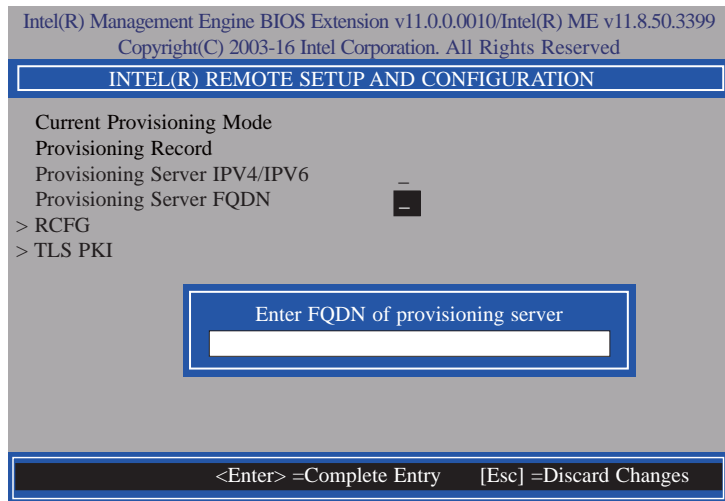 Intel(R) Management Engine BIOS Extension v11.0.0.0010/Intel(R) ME v11.8.50.3399
Copyright(C) 2003-16 Intel Corporation. All Rights Reserved
INTEL(R) REMOTE SETUP AND CONFIGURATION
Current Provisioning Mode
Provisioning Record
Provisioning Server IPV4/IPV6 _
Provisioning Server FQDN _
> RCFG
> TLS PKI
Enter FQDN of provisioning server
<Enter> =Complete Entry [Esc] =Discard Changes